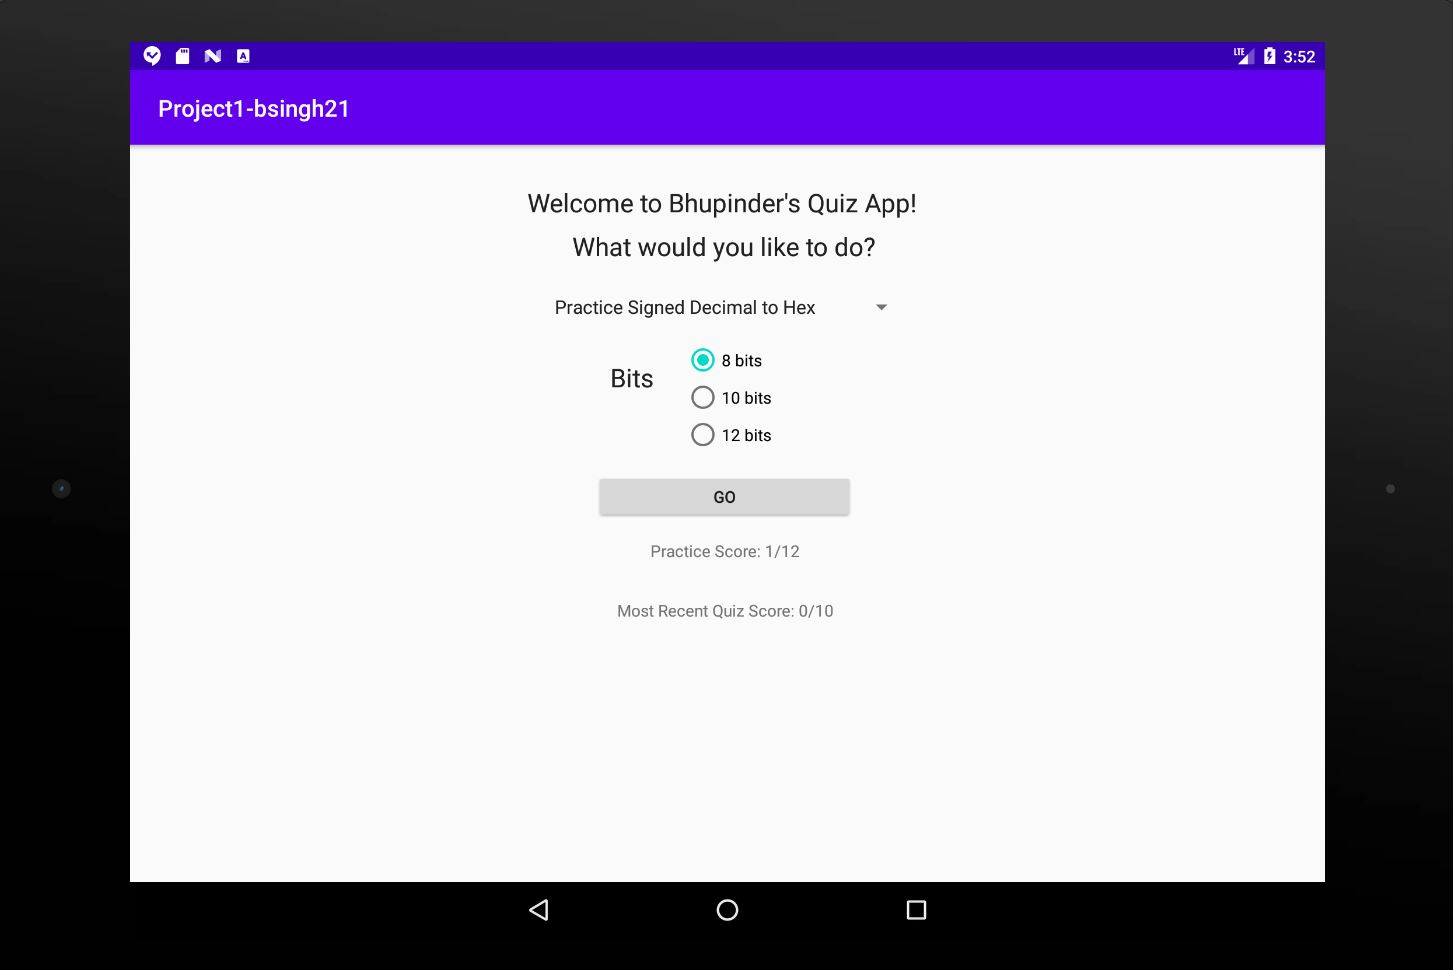 LTE 3:52
Project1-bsingh21
Welcome to Bhupinder's Quiz App!
What would you like to do?
Practice Signed Decimal to Hex
Bits
8 bits
10 bits
12 bits
GO
Practice Score: 1/12
Most Recent Quiz Score: 0/10